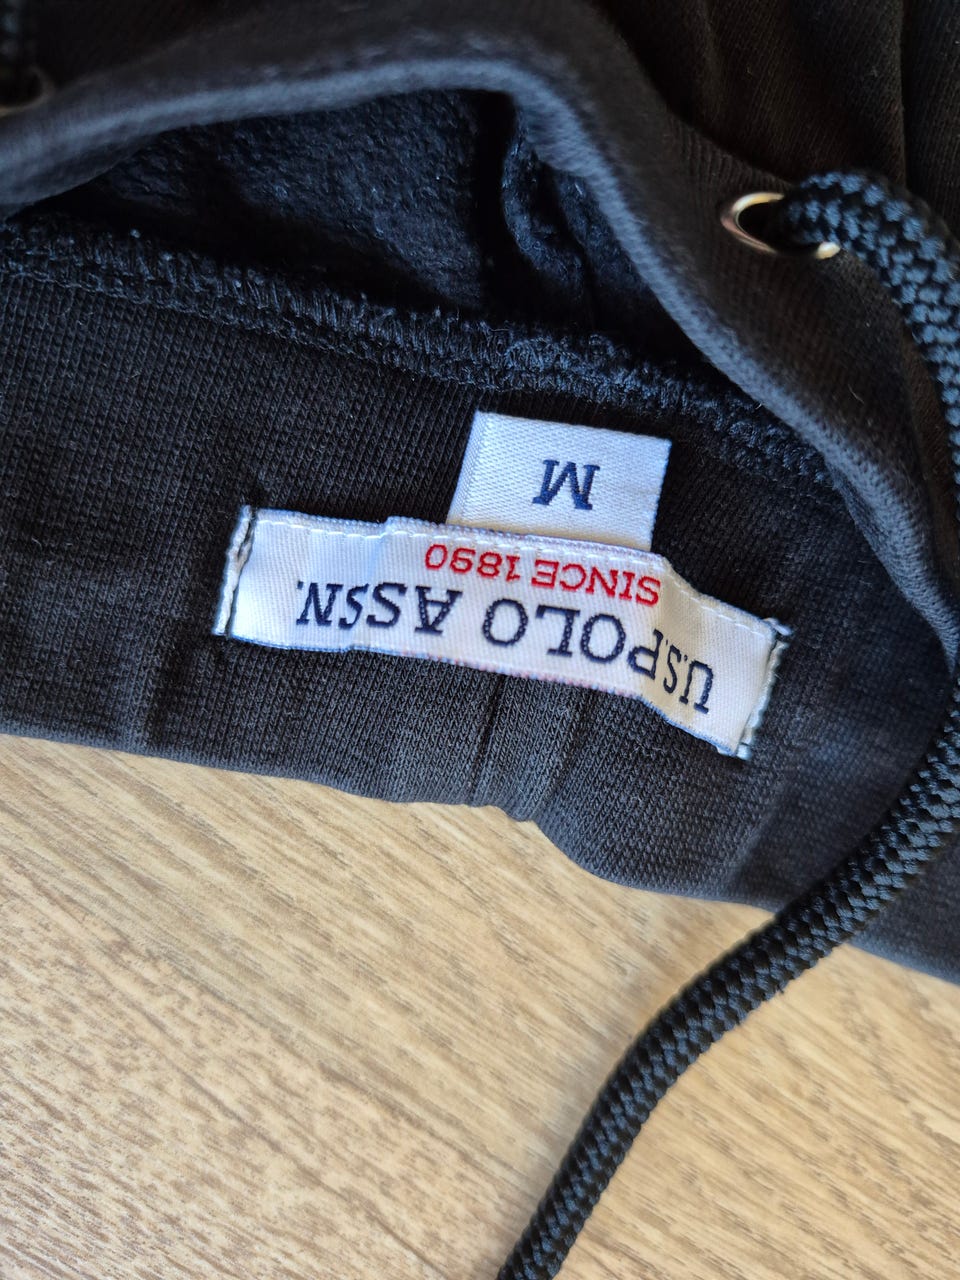 U.S. POLO ASSN.
SINCE 1890
M